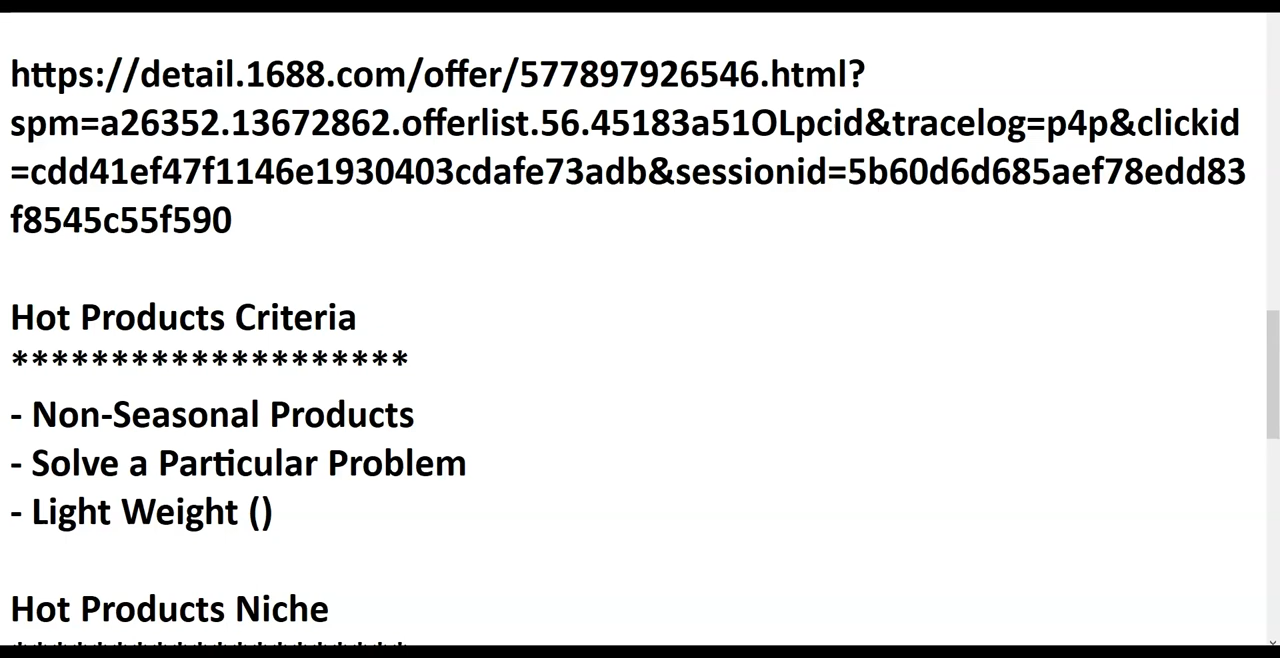 https://detail.1688.com/offer/577897926546.html?
spm=a26352.13672862.offerlist.56.45183a51OLpcid&tracelog=p4p&clickid
=cdd41ef47f1146e1930403cdafe73adb&sessionid=5b60d6d685aef78edd83
f8545c55f590
Hot Products Criteria
********************
- Non-Seasonal Products
- Solve a Particular Problem
- Light Weight ()
Hot Products Niche
********************